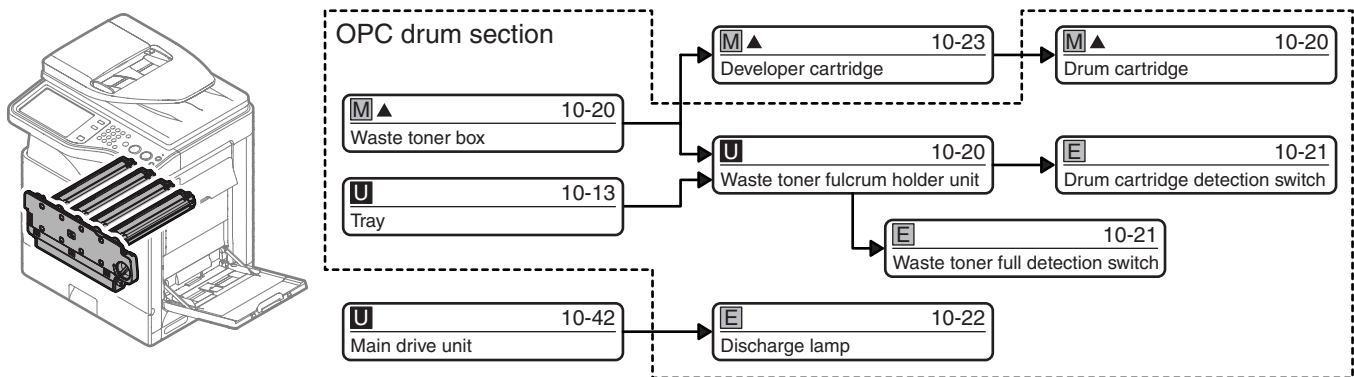 OPC drum section
M ▲ 10-23
Developer cartridge
M ▲ 10-20
Drum cartridge
M ▲ 10-20
Waste toner box
U 10-20
Waste toner fulcrum holder unit
E 10-21
Drum cartridge detection switch
U 10-13
Tray
E 10-21
Waste toner full detection switch
U 10-42
Main drive unit
E 10-22
Discharge lamp